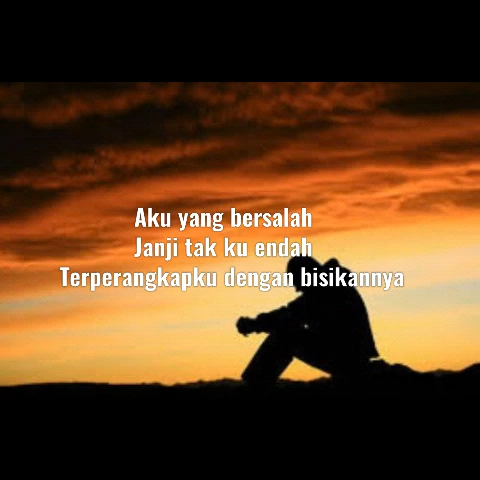 Aku yang bersalah
Janji tak ku endah
Terperangkapku dengan bisikannya